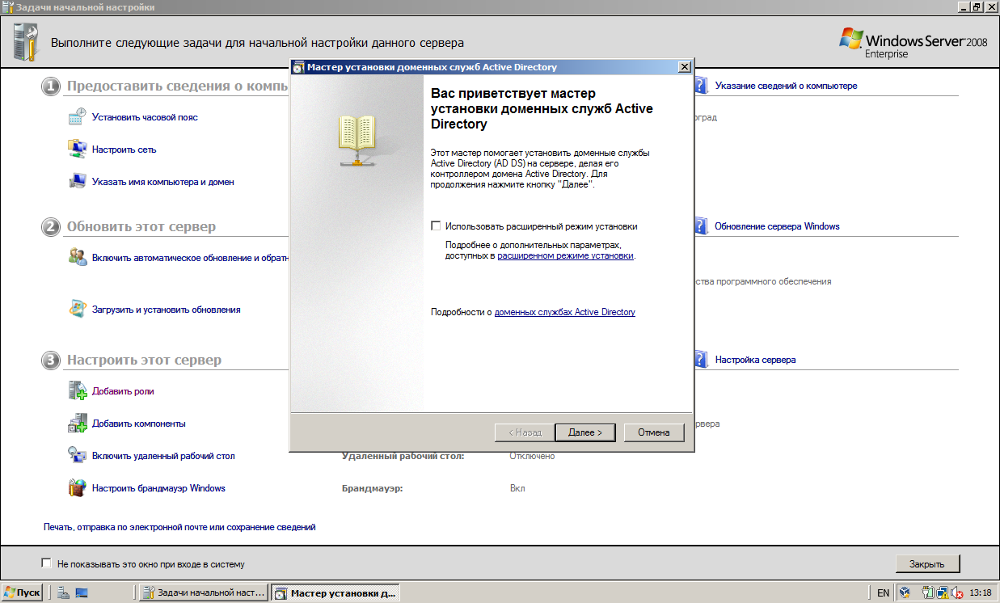 Задачи начальной настройки
Выполните следующие задачи для начальной настройки данного сервера
Windows Server 2008
Enterprise
Мастер установки доменных служб Active Directory
Вас приветствует мастер
установки доменных служб Active
Directory
Этот мастер помогает установить доменные службы
Active Directory (AD DS) на сервере, делая его
контроллером домена Active Directory. Для
продолжения нажмите кнопку "Далее".
Использовать расширенный режим установки
Подробнее о дополнительных параметрах,
доступных в расширенном режиме установки.
Подробности о доменных службах Active Directory
< Назад
Далее >
Отмена
1 Предоставить сведения о компь
Указание сведений о компьютере
Установить часовой пояс
оград
Настроить сеть
Указать имя компьютера и домен
2 Обновить этот сервер
Обновление сервера Windows
Включить автоматическое обновление и обратн
ства программного обеспечения
Загрузить и установить обновления
3 Настроить этот сервер
Настройка сервера
Добавить роли
Добавить компоненты
рвера
Включить удаленный рабочий стол
Удаленный рабочий стол:
Отключено
Настроить брандмауэр Windows
Брандмауэр:
Вкл
Печать, отправка по электронной почте или сохранение сведений
Не показывать это окно при входе в систему
Закрыть
Пуск
Задачи начальной наст...
Мастер установки д...
EN
13:18